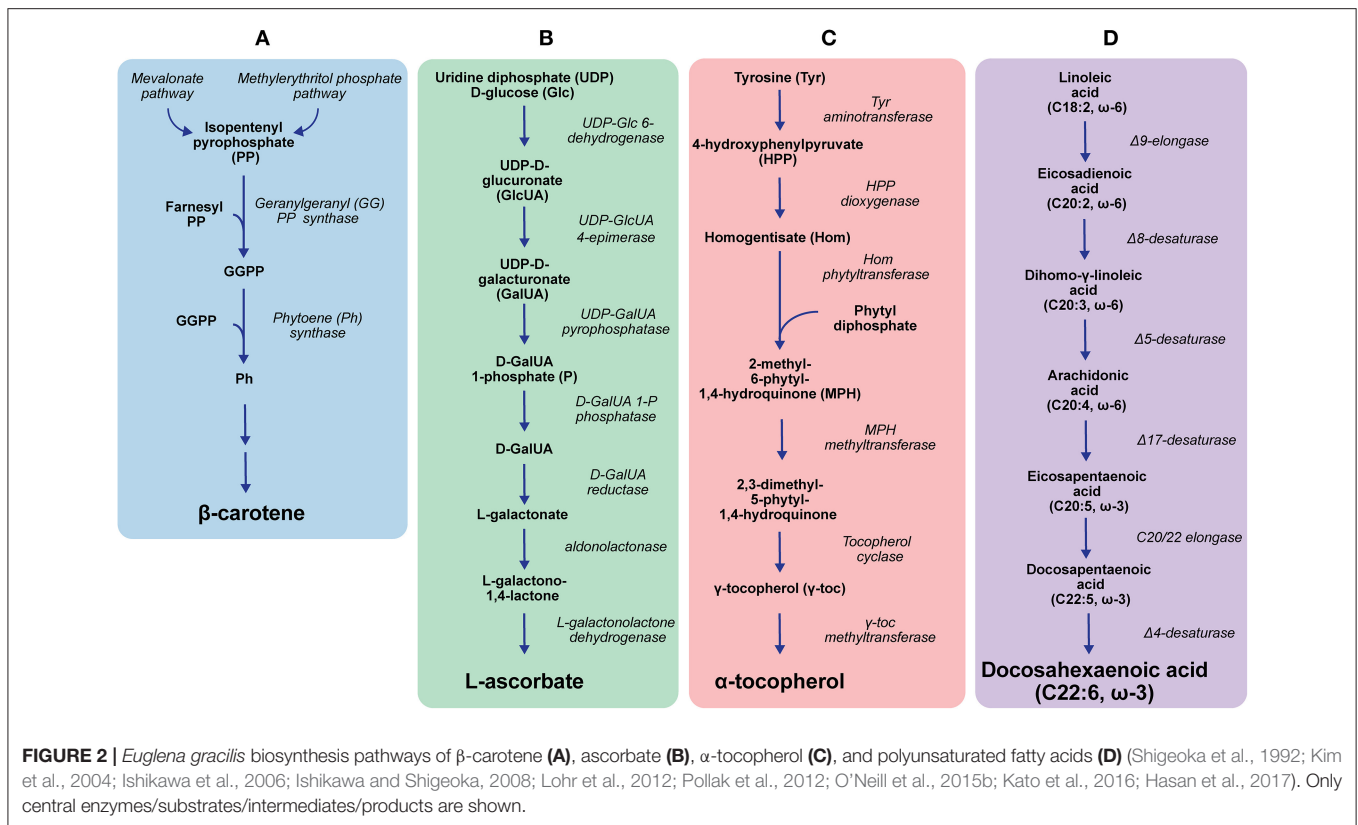 A
Mevalonate
pathway
Methylerythritol phosphate
pathway
Isopentenyl
pyrophosphate
(PP)
Farnesyl
PP
Geranylgeranyl (GG)
PP synthase
GGPP
GGPP
Phytoene (Ph)
synthase
Ph
β-carotene
B
Uridine diphosphate (UDP)
D-glucose (Glc)
UDP-Glc 6-
dehydrogenase
UDP-D-
glucuronate
(GlcUA)
UDP-GlcUA
4-epimerase
UDP-D-
galacturonate
(GalUA)
UDP-GalUA
pyrophosphatase
D-GalUA
1-phosphate (P)
D-GalUA 1-P
phosphatase
D-GalUA
D-GalUA
reductase
L-galactonate
aldonolactonase
L-galactono-
1,4-lactone
L-galactonolactone
dehydrogenase
L-ascorbate
C
Tyrosine (Tyr)
Tyr
aminotransferase
4-hydroxyphenylpyruvate
(HPP)
HPP
dioxygenase
Homogentisate (Hom)
Hom
phytyltransferase
Phytyl
diphosphate
2-methyl-
6-phytyl-
1,4-hydroquinone (MPH)
MPH
methyltransferase
2,3-dimethyl-
5-phytyl-
1,4-hydroquinone
Tocopherol
cyclase
γ-tocopherol (γ-toc)
γ-toc
methyltransferase
α-tocopherol
D
Linoleic
acid
(C18:2, ω-6)
Δ9-elongase
Eicosadienoic
acid
(C20:2, ω-6)
Δ8-desaturase
Dihomo-γ-linoleic
acid
(C20:3, ω-6)
Δ5-desaturase
Arachidonic
acid
(C20:4, ω-6)
Δ17-desaturase
Eicosapentaenoic
acid
(C20:5, ω-3)
C20/22 elongase
Docosapentaenoic
acid
(C22:5, ω-3)
Δ4-desaturase
Docosahexaenoic acid
(C22:6, ω-3)
FIGURE 2 | Euglena gracilis biosynthesis pathways of β-carotene (A), ascorbate (B), α-tocopherol (C), and polyunsaturated fatty acids (D) (Shigeoka et al., 1992; Kim
et al., 2004; Ishikawa et al., 2006; Ishikawa and Shigeoka, 2008; Lohr et al., 2012; Pollak et al., 2012; O'Neill et al., 2015b; Kato et al., 2016; Hasan et al., 2017). Only
central enzymes/substrates/intermediates/products are shown.